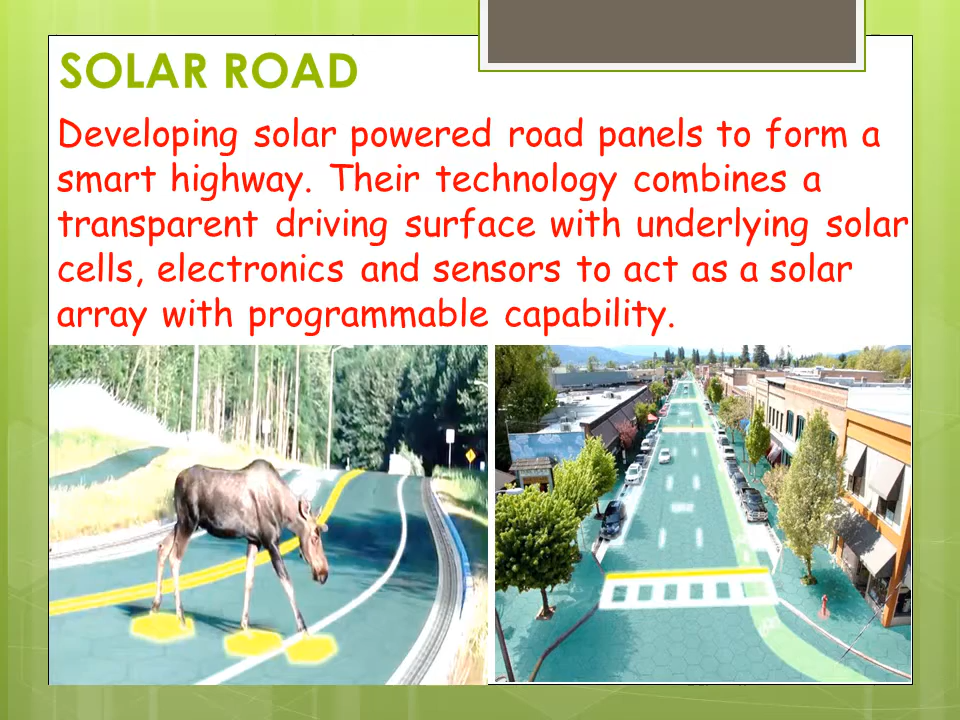 SOLAR ROAD
Developing solar powered road panels to form a
smart highway. Their technology combines a
transparent driving surface with underlying solar
cells, electronics and sensors to act as a solar
array with programmable capability.